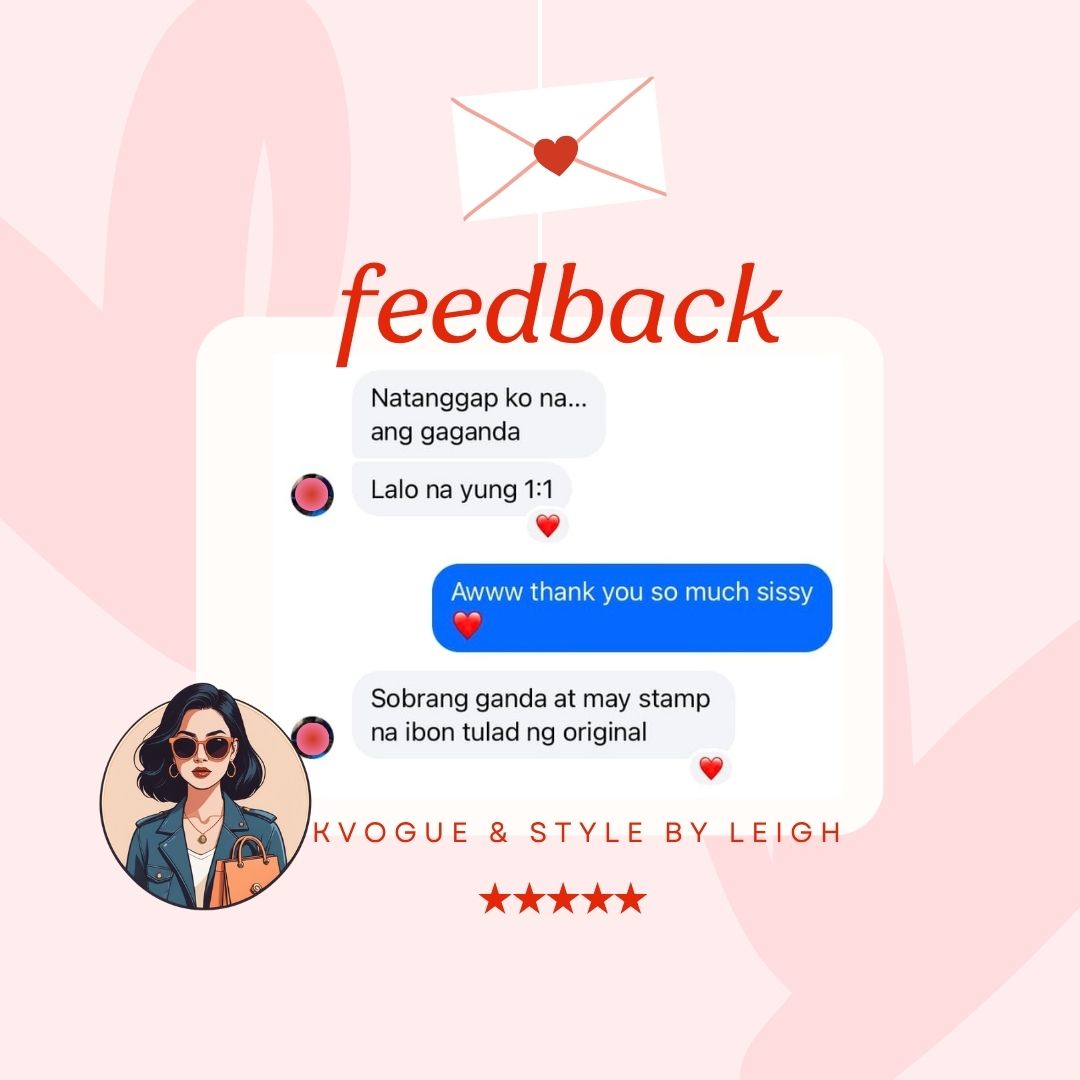 feedback
Natanggap ko na...
ang gaganda
Lalo na yung 1:1
Awww thank you so much sissy
❤️
Sobrang ganda at may stamp
na ibon tulad ng original
KVOGUE & STYLE BY LEIGH